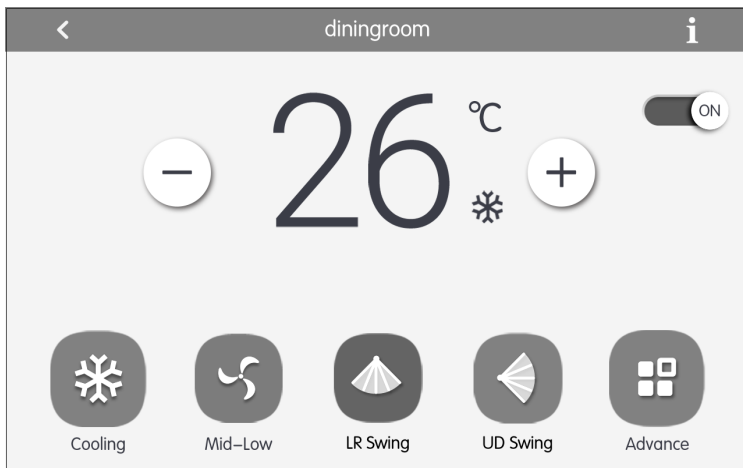 diningroom
i
26 °C
ON
− +
Cooling Mid-Low LR Swing UD Swing Advance